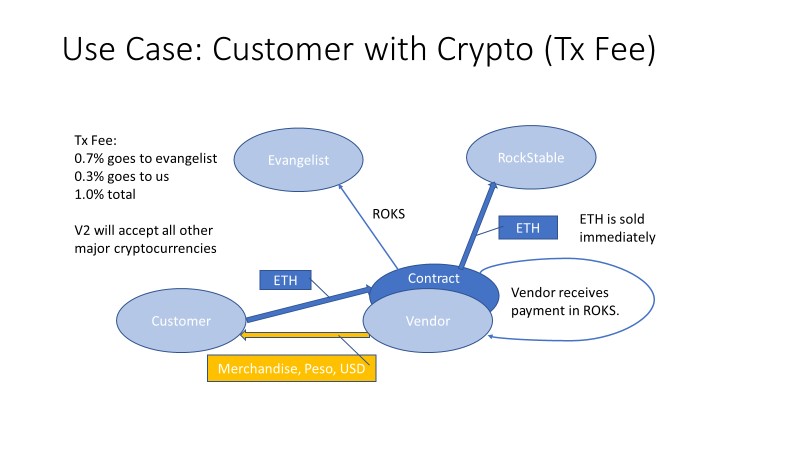 Use Case: Customer with Crypto (Tx Fee)
Tx Fee:
0.7% goes to evangelist
0.3% goes to us
1.0% total
V2 will accept all other
major cryptocurrencies
Evangelist
RockStable
ROKS
ETH
ETH is sold
immediately
ETH
Contract
Vendor receives
payment in ROKS.
Customer
Vendor
Merchandise, Peso, USD